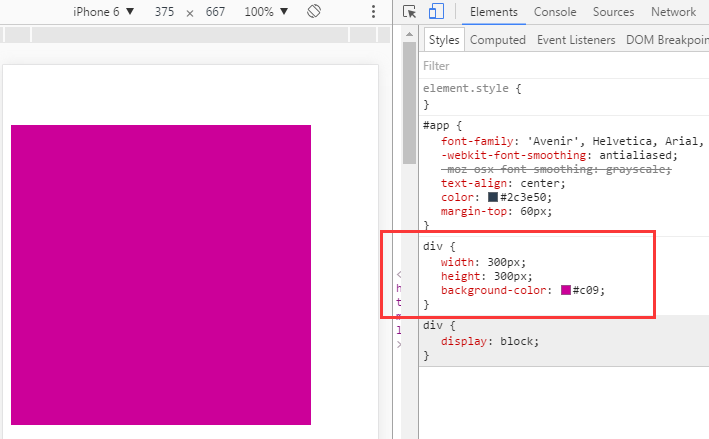 iPhone 6 ▼ 375 × 667 100% ▼
Elements Console Sources Network
Styles Computed Event Listeners DOM Breakpoin
Filter
element.style {
}
#app {
font-family: 'Avenir', Helvetica, Arial,
-webkit-font-smoothing: antialiased;
-moz-osx-font-smoothing: grayscale;
text-align: center;
color: #2c3e50;
margin-top: 60px;
}
div {
width: 300px;
height: 300px;
background-color: #c09;
}
div {
display: block;
}
<
h
t
m
l
>